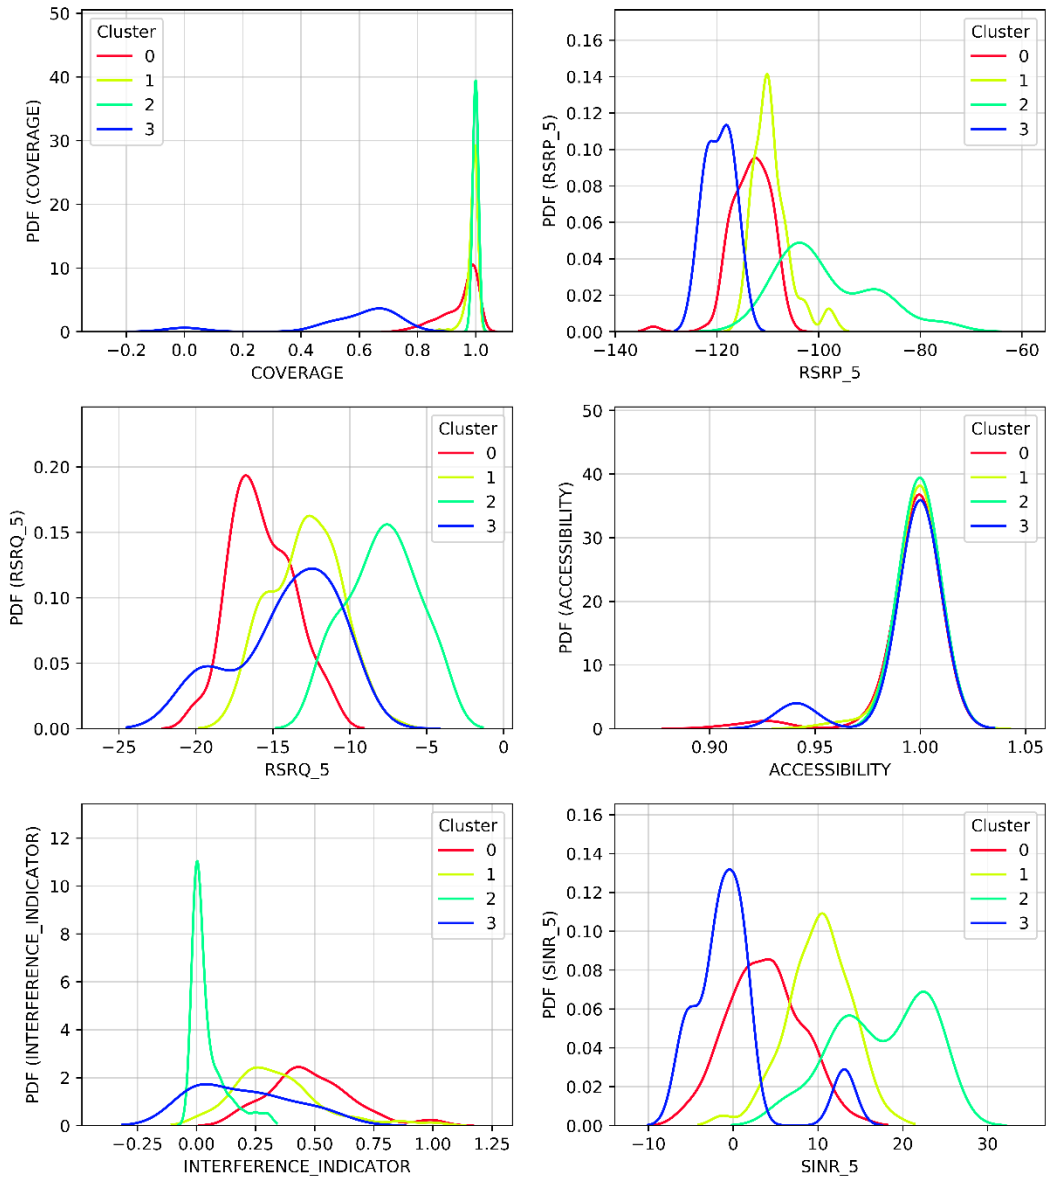 PDF (COVERAGE)
50
40
30
20
10
0
Cluster
0
1
2
3
−0.2 0.0 0.2 0.4 0.6 0.8 1.0
COVERAGE
PDF (RSRP_5)
0.16
0.14
0.12
0.10
0.08
0.06
0.04
0.02
0.00
Cluster
0
1
2
3
−140 −120 −100 −80 −60
RSRP_5
PDF (RSRQ_5)
0.20
0.15
0.10
0.05
0.00
Cluster
0
1
2
3
−25 −20 −15 −10 −5 0
RSRQ_5
PDF (ACCESSIBILITY)
50
40
30
20
10
0
Cluster
0
1
2
3
0.90 0.95 1.00 1.05
ACCESSIBILITY
PDF (INTERFERENCE_INDICATOR)
12
10
8
6
4
2
0
Cluster
0
1
2
3
−0.25 0.00 0.25 0.50 0.75 1.00 1.25
INTERFERENCE_INDICATOR
PDF (SINR_5)
0.16
0.14
0.12
0.10
0.08
0.06
0.04
0.02
0.00
Cluster
0
1
2
3
−10 0 10 20 30
SINR_5